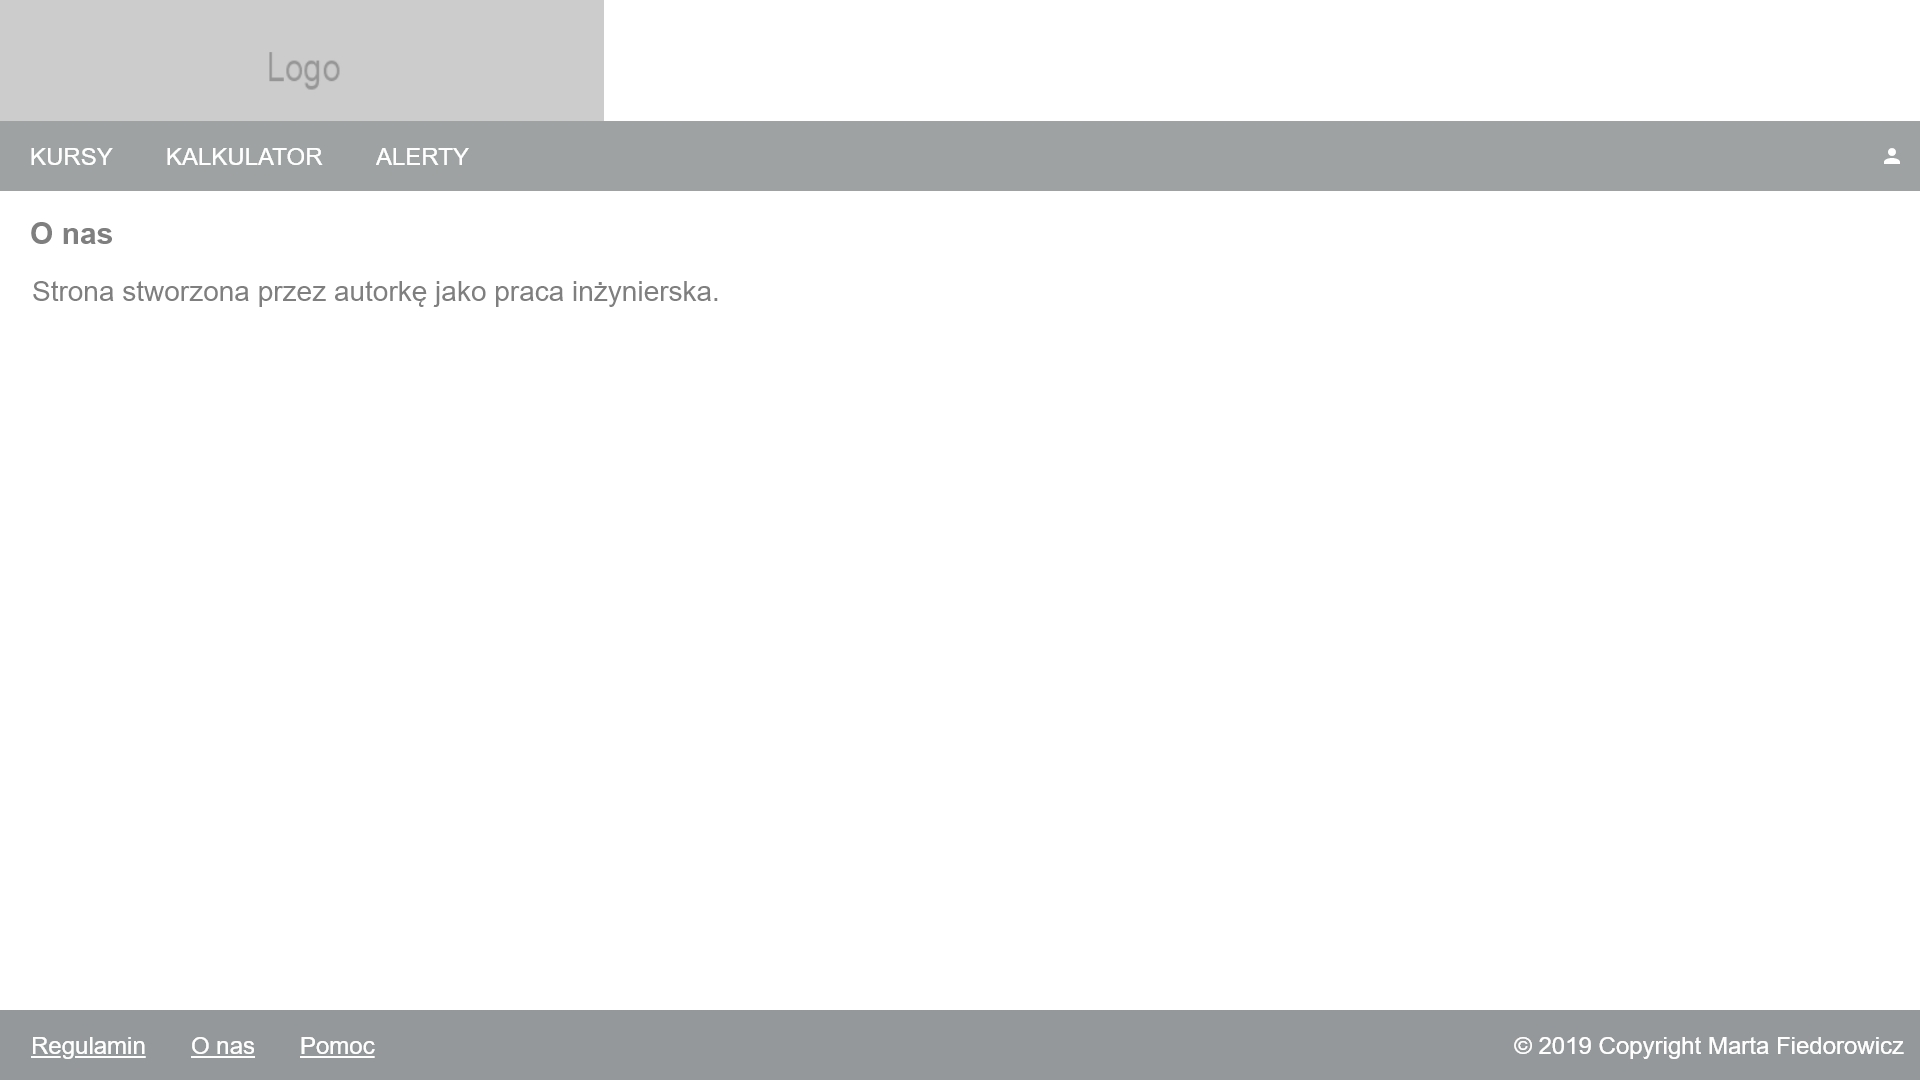 Logo
KURSY KALKULATOR ALERTY
O nas
Strona stworzona przez autorkę jako praca inżynierska.
Regulamin O nas Pomoc © 2019 Copyright Marta Fiedorowicz